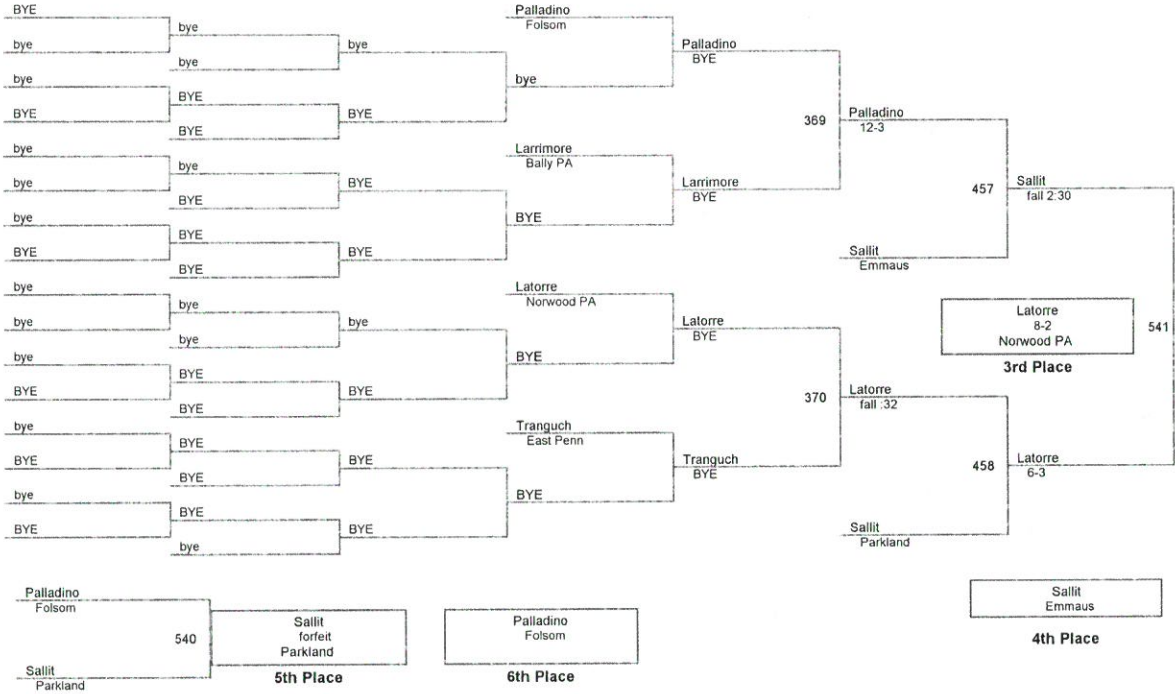 BYE
bye
bye
BYE
bye
bye
bye
BYE
bye
bye
bye
BYE
bye
BYE
bye
BYE
bye
bye
BYE
BYE
bye
BYE
BYE
BYE
bye
bye
BYE
BYE
BYE
BYE
BYE
bye
bye
BYE
BYE
BYE
bye
BYE
BYE
BYE
Palladino
Folsom
bye
Larrimore
Bally PA
BYE
Latorre
Norwood PA
BYE
Tranguch
East Penn
BYE
Palladino
BYE
Larrimore
BYE
Latorre
BYE
Tranguch
BYE
369
370
Palladino
12-3
Sallit
Emmaus
Latorre
fall :32
Sallit
Parkland
457
458
Sallit
fall 2:30
Latorre
6-3
541
Latorre
8-2
Norwood PA
3rd Place
Sallit
Emmaus
4th Place
Palladino
Folsom
540
Sallit
Parkland
Sallit
forfeit
Parkland
5th Place
Palladino
Folsom
6th Place